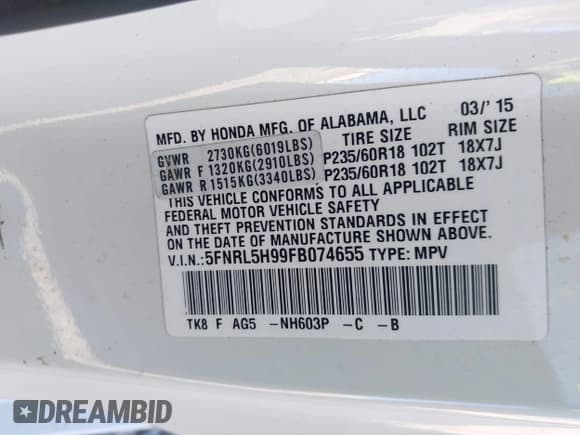 MFD. BY HONDA MFG. OF ALABAMA, LLC 03/' 15
TIRE SIZE RIM SIZE
GVWR 2730KG(6019LBS)
GAWR F 1320KG(2910LBS) P235/60R18 102T 18X7J
GAWR R 1515KG(3340LBS) P235/60R18 102T 18X7J
THIS VEHICLE CONFORMS TO ALL APPLICABLE
FEDERAL MOTOR VEHICLE SAFETY
AND THEFT PREVENTION STANDARDS IN EFFECT
ON THE DATE OF MANUFACTURE SHOWN ABOVE.
V.I.N.:5FNRL5H99FB074655 TYPE: MPV
TK8 F AG5 -NH603P -C -B
DREAMBID